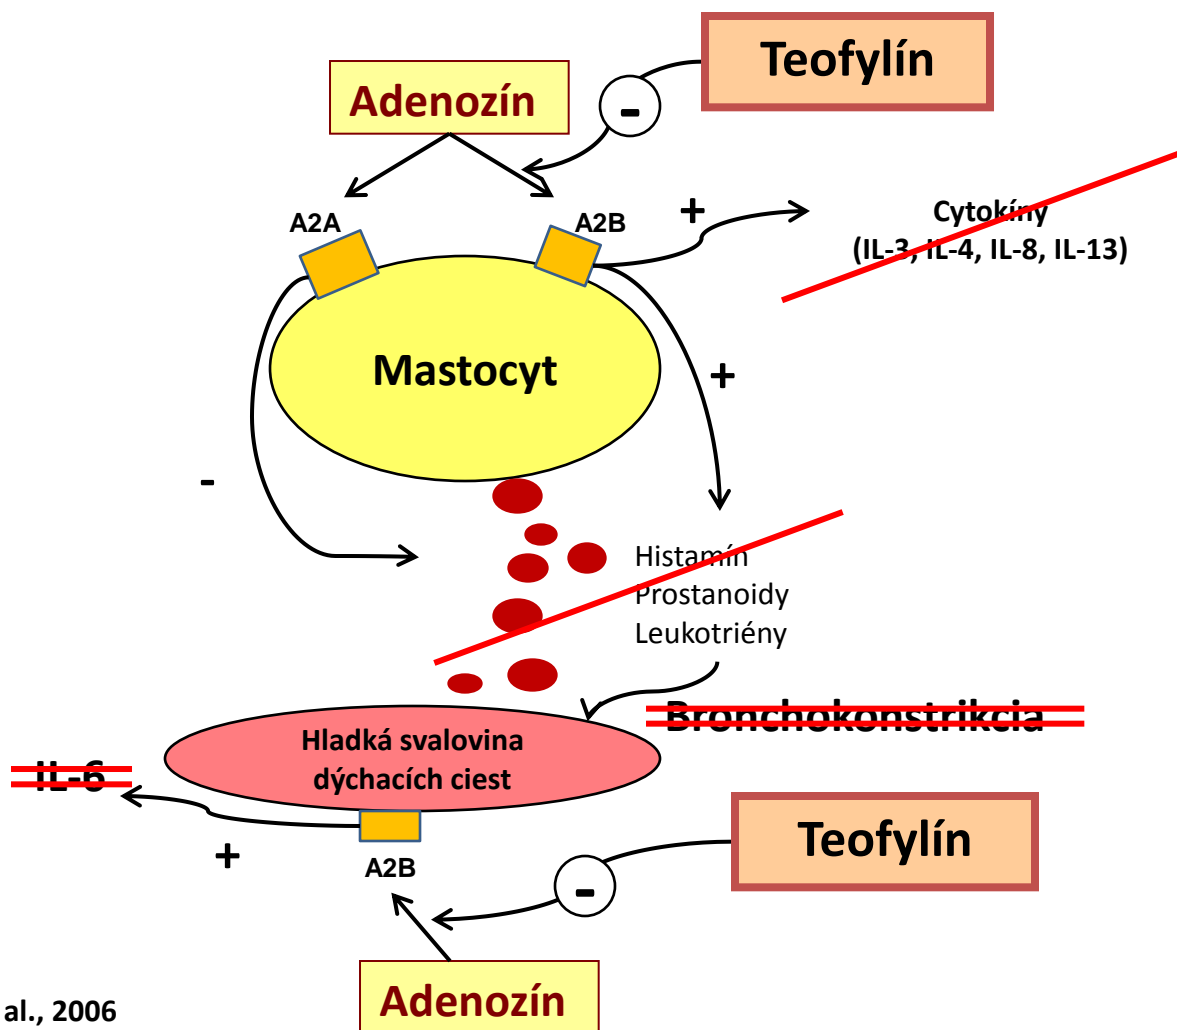 Teofylín
Adenozín
-
A2A
A2B
+
Cytokíny
(IL-3, IL-4, IL-8, IL-13)
Mastocyt
+
-
Histamín
Prostanoidy
Leukotriény
Bronchokonstrikcia
Hladká svalovina
dýchacích ciest
IL-6
+
A2B
Teofylín
-
Adenozín
al., 2006